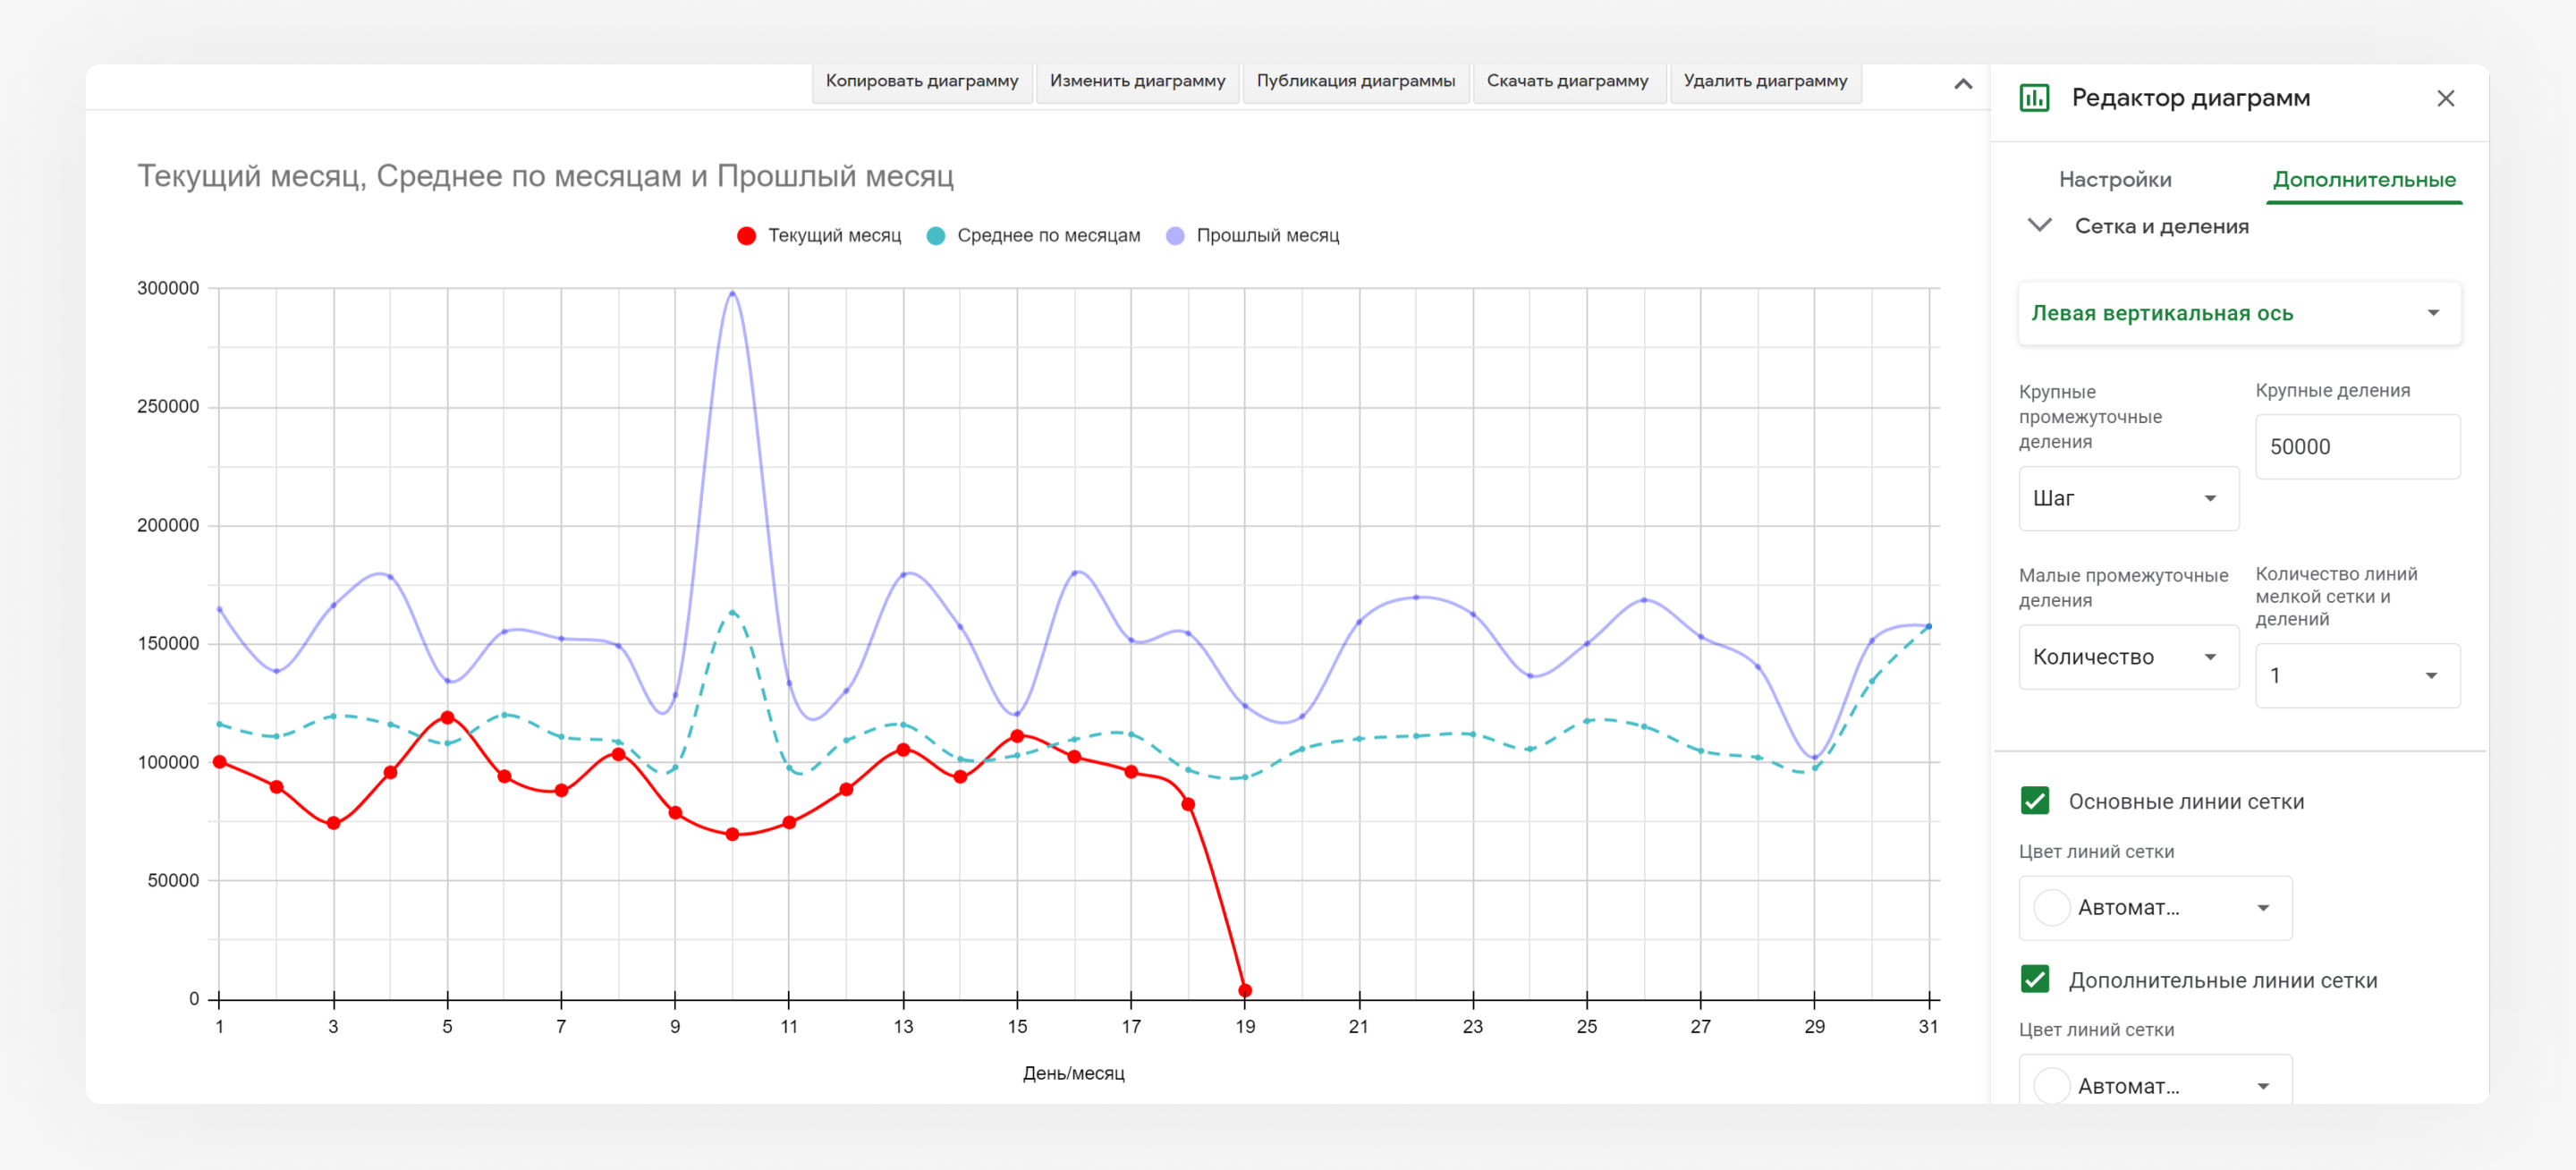 Копировать диаграмму
Изменить диаграмму
Публикация диаграммы
Скачать диаграмму
Удалить диаграмму
Текущий месяц, Среднее по месяцам и Прошлый месяц
Текущий месяц
Среднее по месяцам
Прошлый месяц
300000
250000
200000
150000
100000
50000
0
1 3 5 7 9 11 13 15 17 19 21 23 25 27 29 31
День/месяц
Редактор диаграмм
Настройки
Дополнительные
Сетка и деления
Левая вертикальная ось
Крупные
промежуточные
деления
Шаг
Крупные деления
50000
Малые промежуточные
деления
Количество
Количество линий
мелкой сетки и
делений
1
Основные линии сетки
Цвет линий сетки
Автомат...
Дополнительные линии сетки
Цвет линий сетки
Автомат...